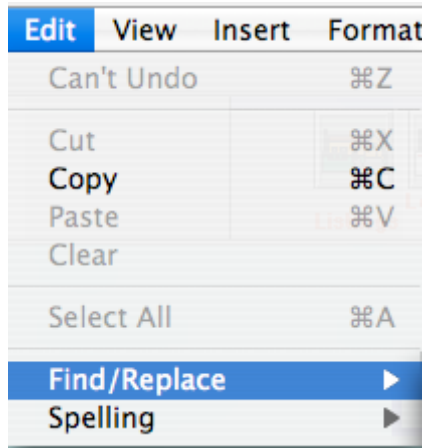 Edit View Insert Format
Can't Undo ⌘Z
Cut ⌘X
Copy ⌘C
Paste ⌘V
Clear
Select All ⌘A
Find/Replace ▶
Spelling ▶